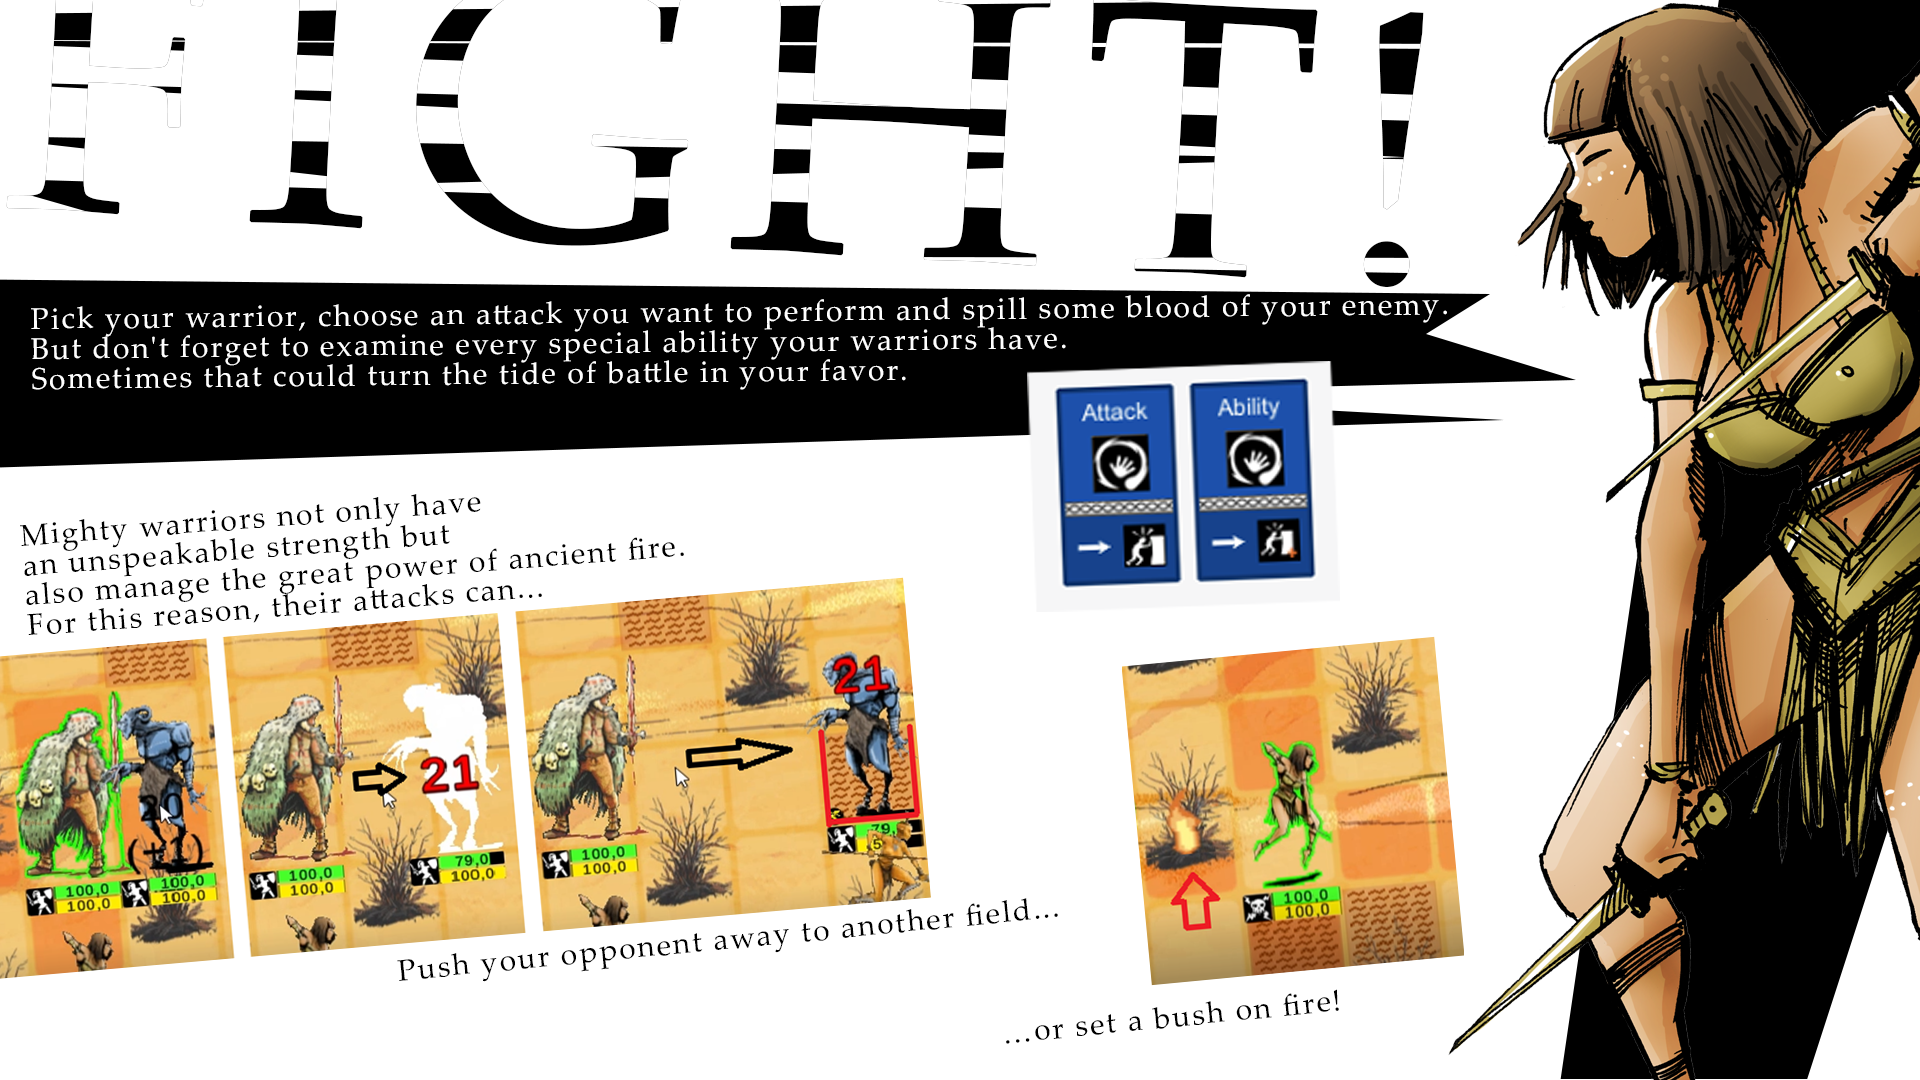 FIGHT!
Pick your warrior, choose an attack you want to perform and spill some blood of your enemy.
But don't forget to examine every special ability your warriors have.
Sometimes that could turn the tide of battle in your favor.
Attack
Ability
Mighty warriors not only have
an unspeakable strength but
also manage the great power of ancient fire.
For this reason, their attacks can...
100,0
100,0
100,0
100,0
21
100,0
100,0
79,0
100,0
21
100,0
100,0
79,
5
100,0
100,0
Push your opponent away to another field...
...or set a bush on fire!